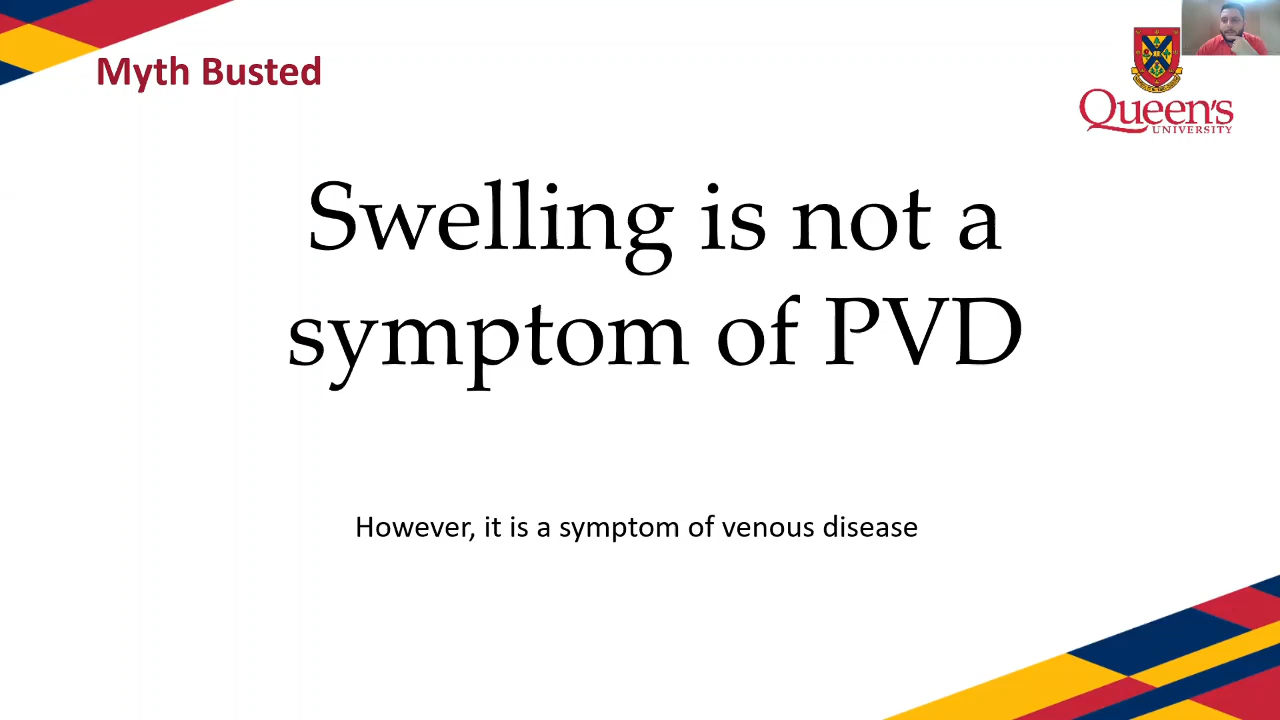 Myth Busted
Queen's
UNIVERSITY
Swelling is not a
symptom of PVD
However, it is a symptom of venous disease